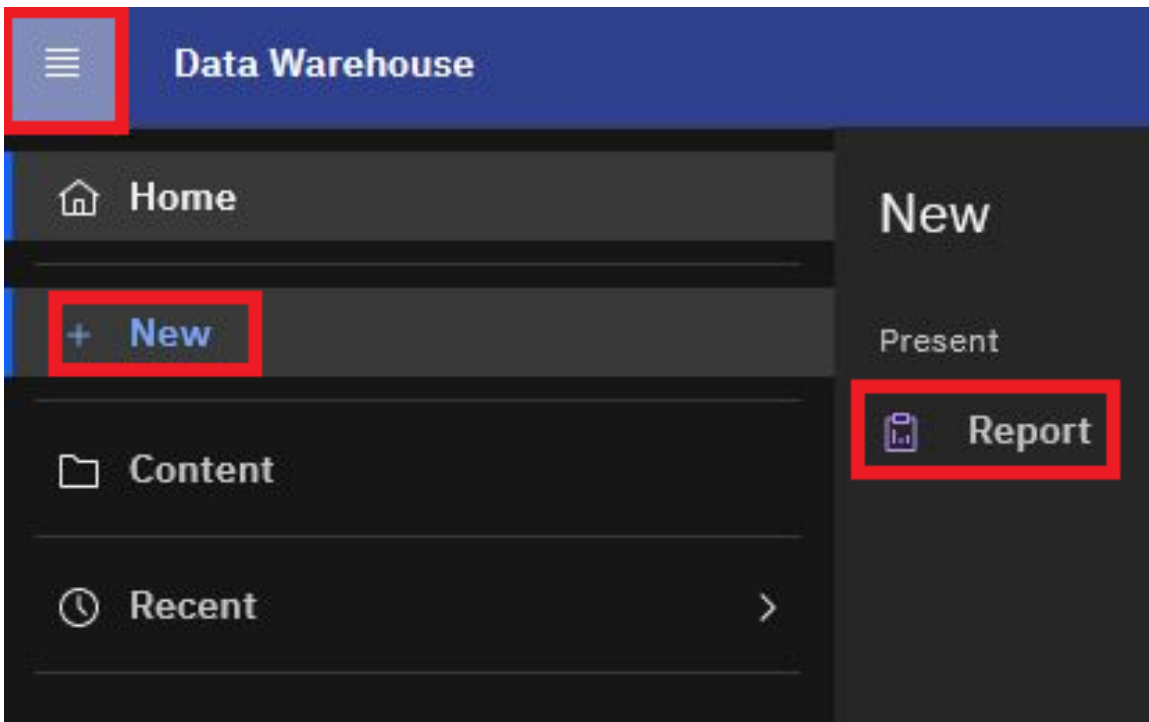 Data Warehouse
Home
New
+ New
Present
Report
Content
Recent